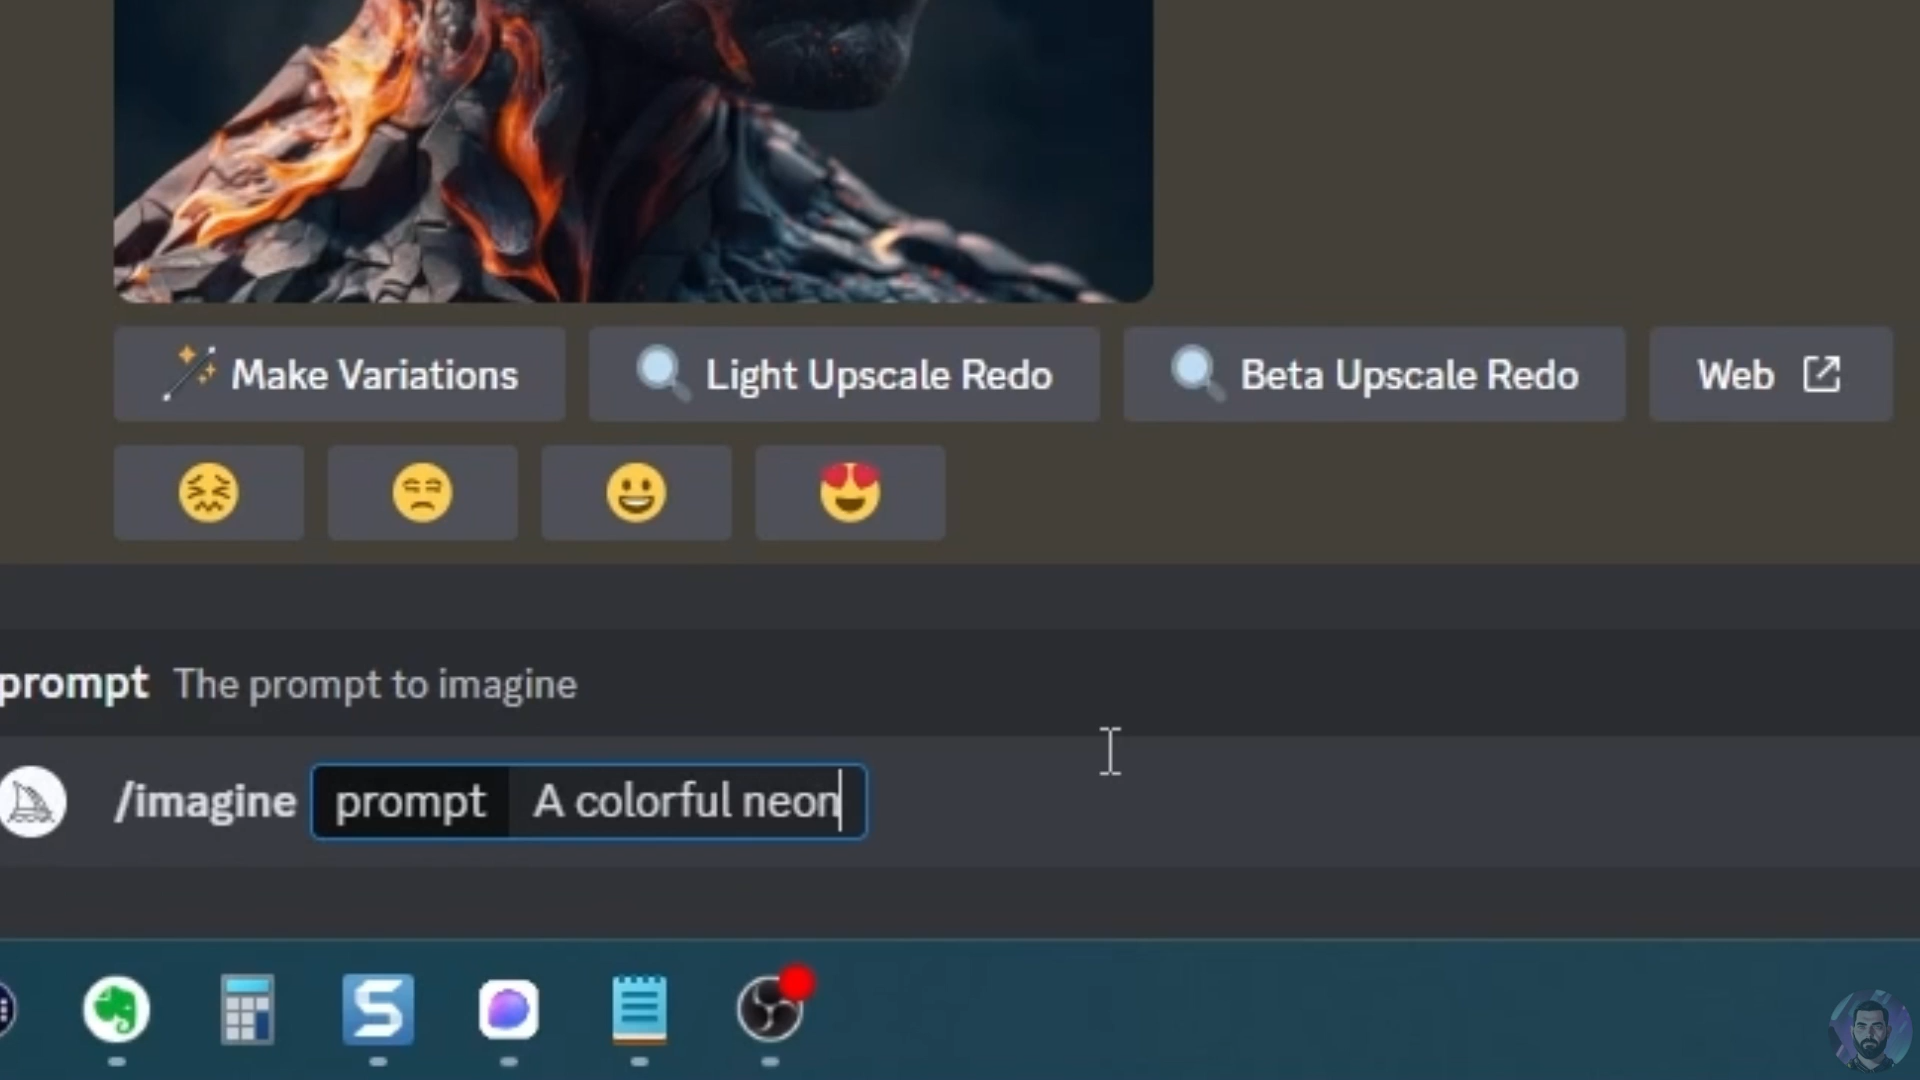 Make Variations
Light Upscale Redo
Beta Upscale Redo
Web
prompt The prompt to imagine
/imagine prompt A colorful neon
S